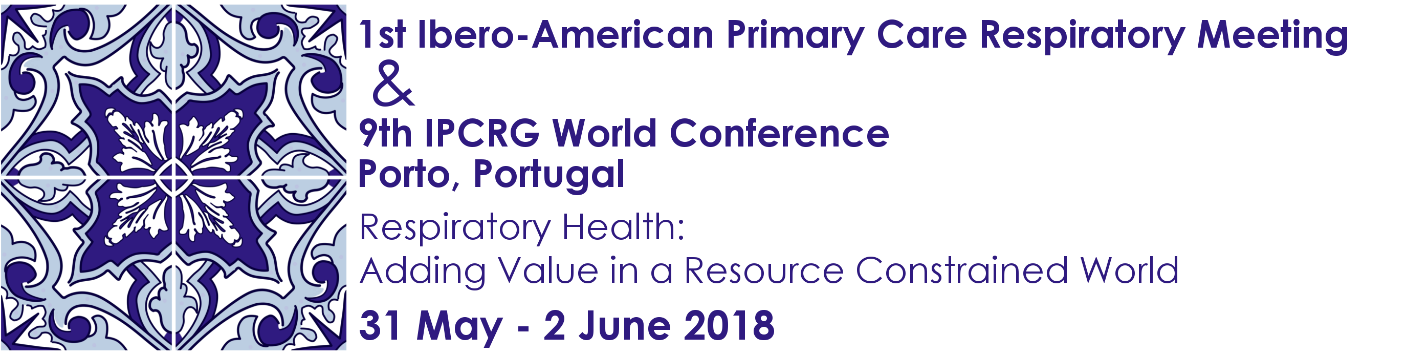 1st Ibero-American Primary Care Respiratory Meeting
&
9th IPCRG World Conference
Porto, Portugal
Respiratory Health:
Adding Value in a Resource Constrained World
31 May - 2 June 2018